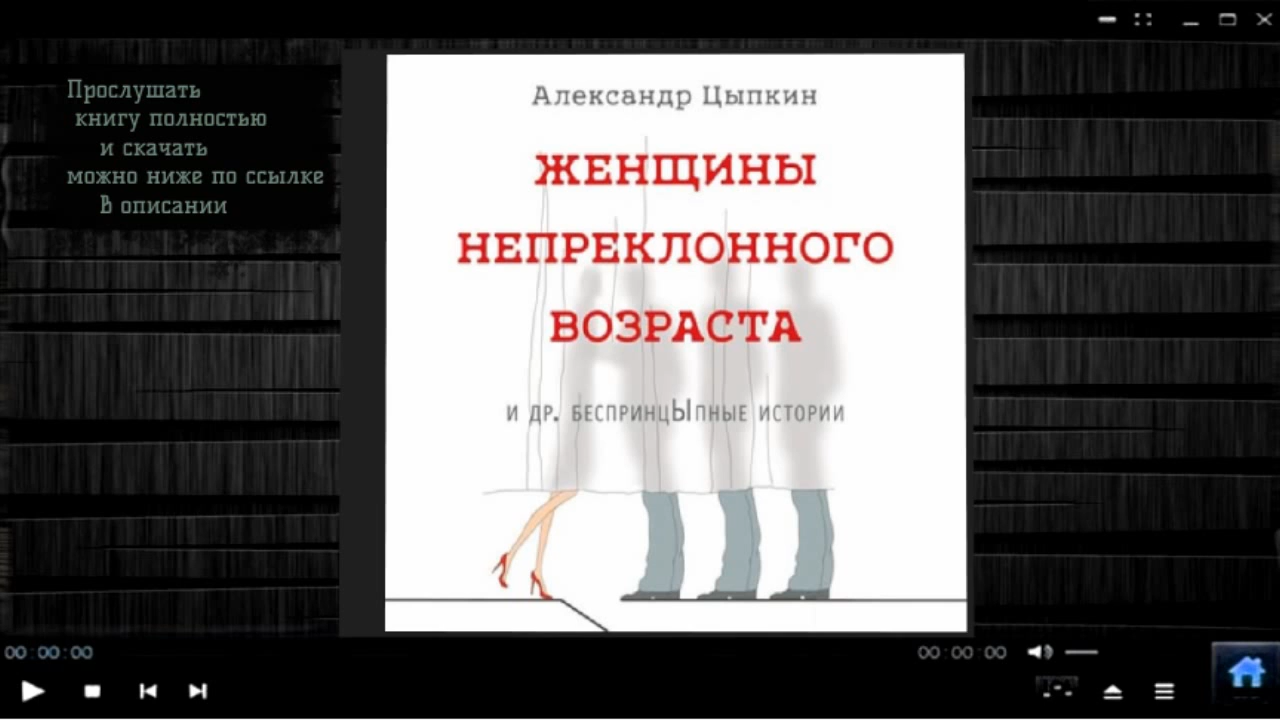 Прослушать
книгу полностью
и скачать
можно ниже по ссылке
В описании
Александр Цыпкин
ЖЕНЩИНЫ
НЕПРЕКЛОННОГО
ВОЗРАСТА
И ДР. БЕСПРИНЦЫПНЫЕ ИСТОРИИ
00:00:00
00:00:00